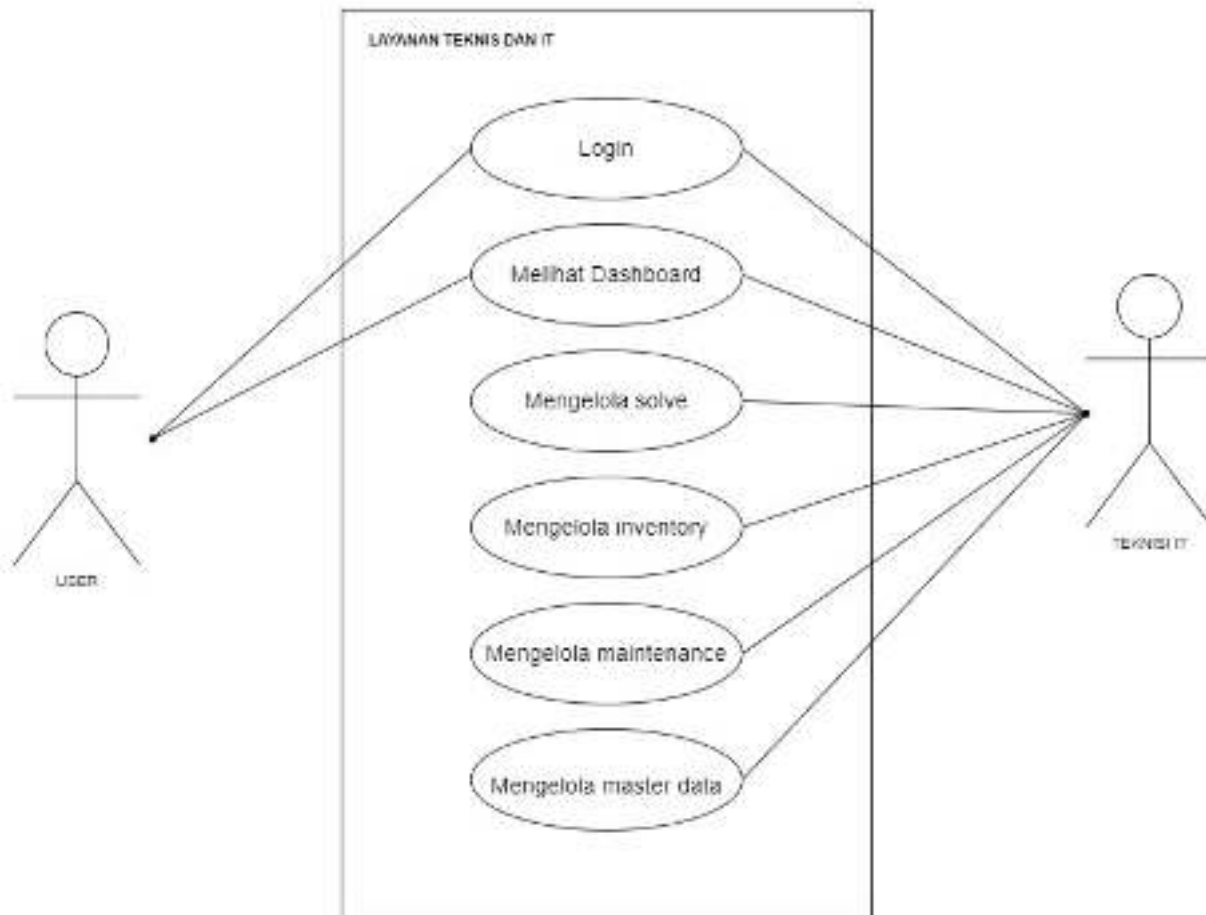 LAYANAN TEKNIS DAN IT
Login
Melihat Dashboard
Mengelola solve
Mengelola inventory
Mengelola maintenance
Mengelola master data
USER
TEKNISI IT